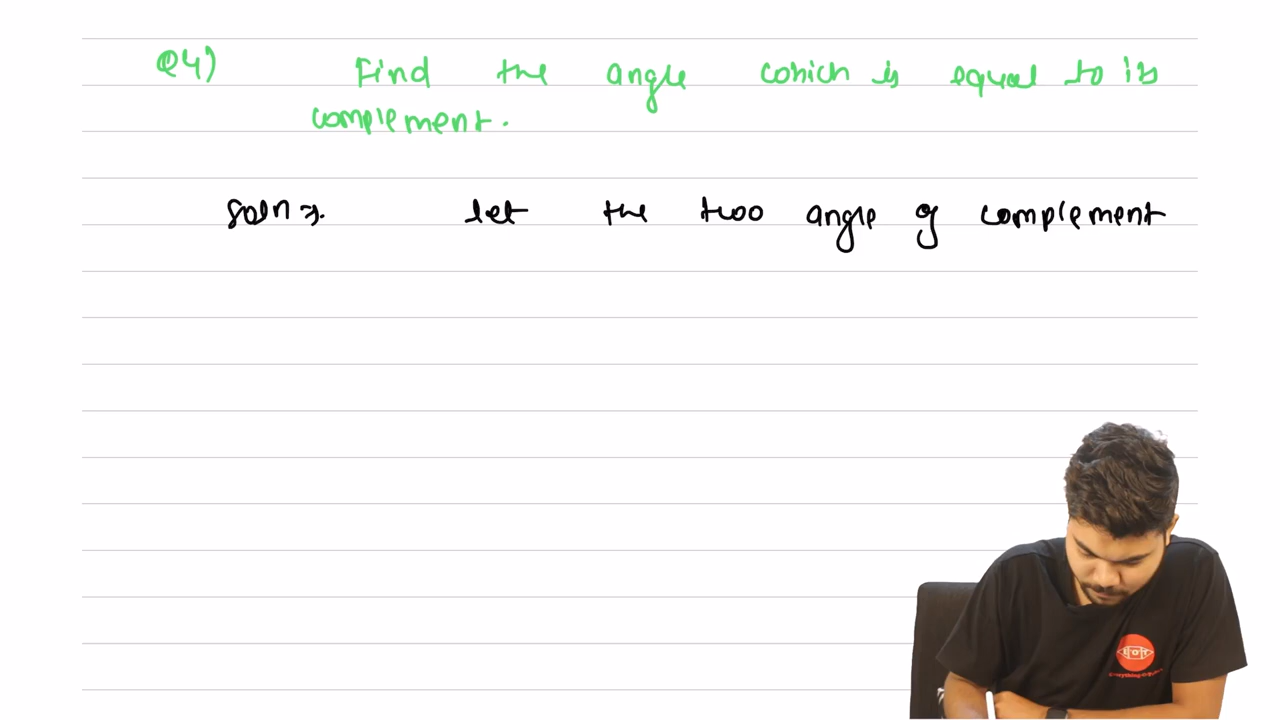 Q4) Find the angle which is equal to its
complement.
Soln ⇒. let the two angle of complement